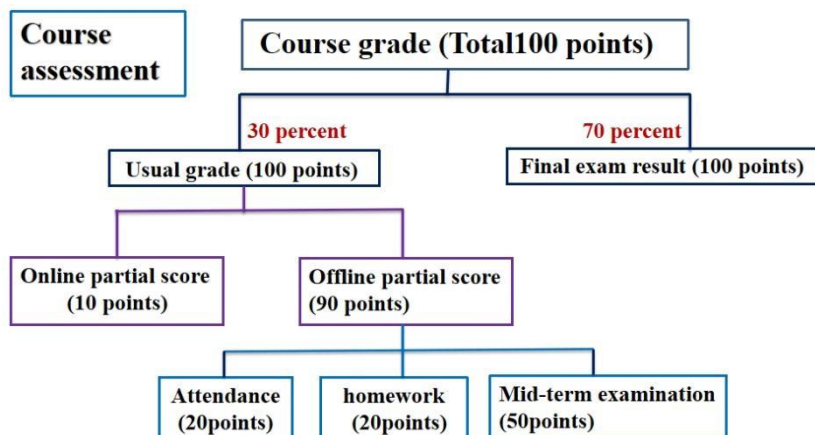 Course
assessment
Course grade (Total100 points)
30 percent
70 percent
Usual grade (100 points)
Final exam result (100 points)
Online partial score
(10 points)
Offline partial score
(90 points)
Attendance
(20points)
homework
(20points)
Mid-term examination
(50points)